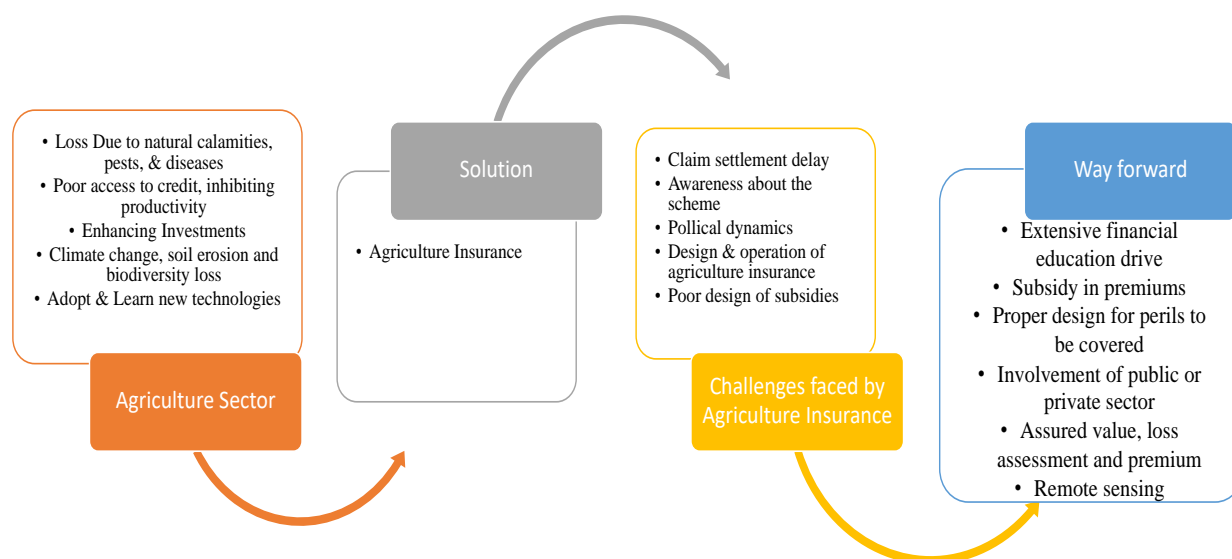 • Loss Due to natural calamities,
pests, & diseases
• Poor access to credit, inhibiting
productivity
• Enhancing Investments
• Climate change, soil erosion and
biodiversity loss
• Adopt & Learn new technologies
Agriculture Sector
Solution
• Agriculture Insurance
• Claim settlement delay
• Awareness about the
scheme
• Pollical dynamics
• Design & operation of
agriculture insurance
• Poor design of subsidies
Challenges faced by
Agriculture Insurance
Way forward
• Extensive financial
education drive
• Subsidy in premiums
• Proper design for perils to
be covered
• Involvement of public or
private sector
• Assured value, loss
assessment and premium
• Remote sensing